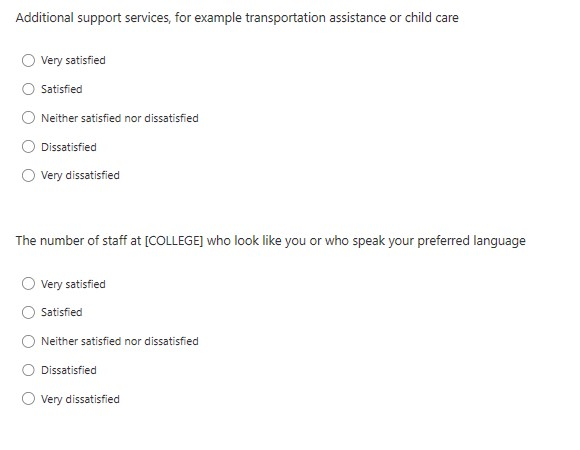 Additional support services, for example transportation assistance or child care
Very satisfied
Satisfied
Neither satisfied nor dissatisfied
Dissatisfied
Very dissatisfied
The number of staff at [COLLEGE] who look like you or who speak your preferred language
Very satisfied
Satisfied
Neither satisfied nor dissatisfied
Dissatisfied
Very dissatisfied